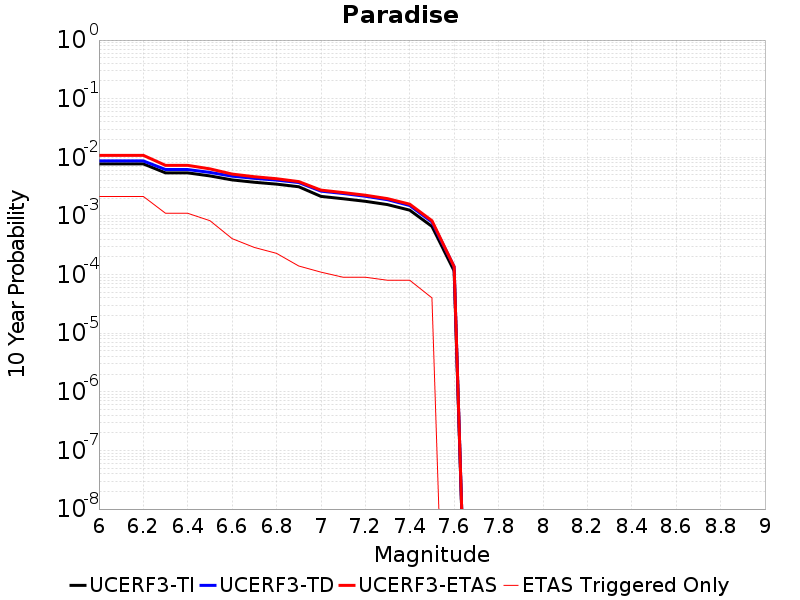 Paradise
10 Year Probability
10^0
10^-1
10^-2
10^-3
10^-4
10^-5
10^-6
10^-7
10^-8
6 6.2 6.4 6.6 6.8 7 7.2 7.4 7.6 7.8 8 8.2 8.4 8.6 8.8 9
Magnitude
UCERF3-TI UCERF3-TD UCERF3-ETAS ETAS Triggered Only